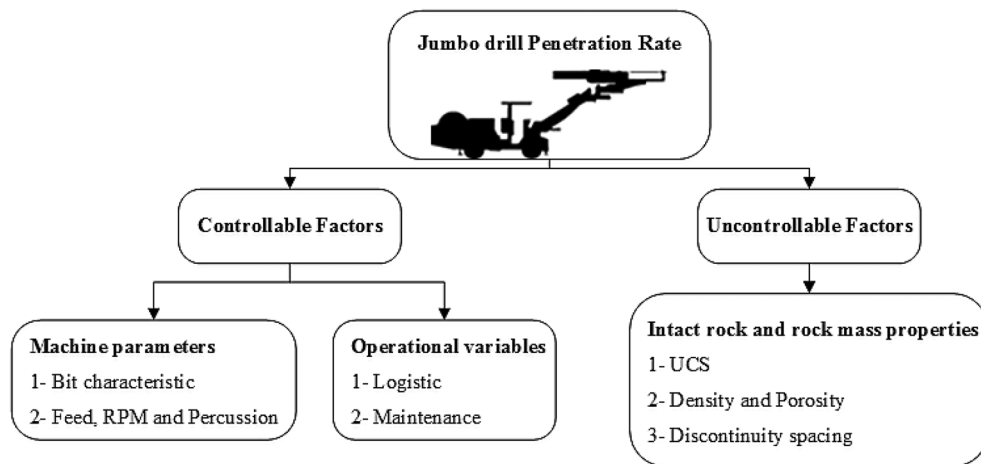 Jumbo drill Penetration Rate
Controllable Factors
Uncontrollable Factors
Machine parameters
1- Bit characteristic
2- Feed, RPM and Percussion
Operational variables
1- Logistic
2- Maintenance
Intact rock and rock mass properties
1- UCS
2- Density and Porosity
3- Discontinuity spacing